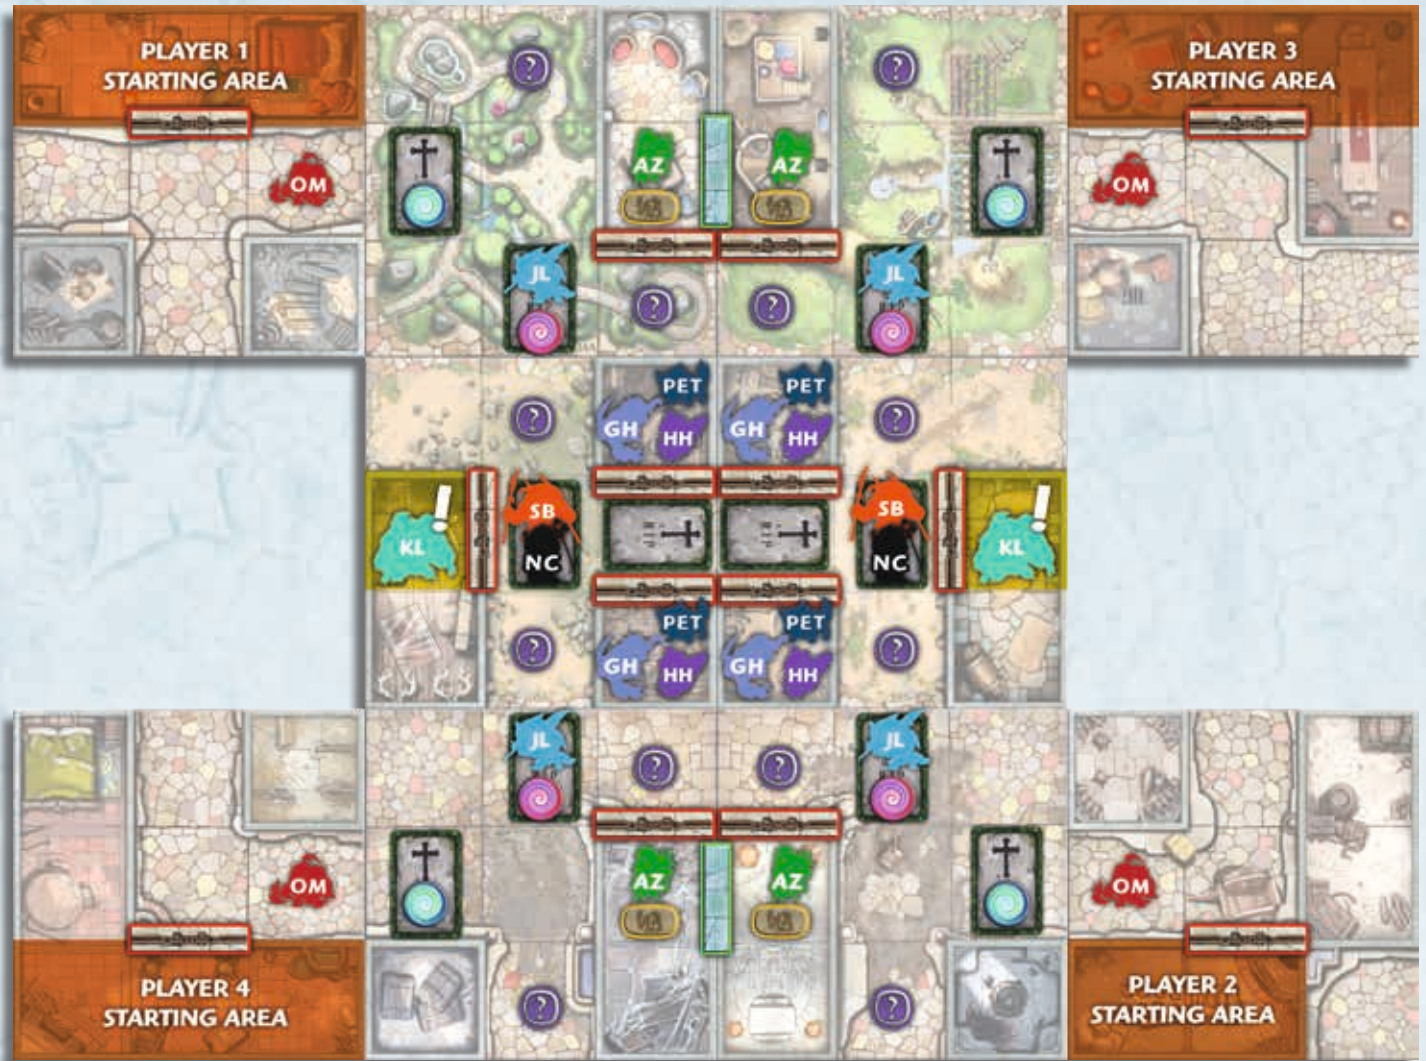 PLAYER 1
STARTING AREA
PLAYER 3
STARTING AREA
?
?
OM
AZ
AZ
OM
JL
JL
?
?
PET
PET
?
GH
HH
GH
HH
?
!
!
SB
SB
KL
NC
NC
KL
PET
PET
?
GH
HH
GH
HH
?
JL
JL
?
?
OM
AZ
AZ
OM
PLAYER 4
STARTING AREA
?
?
PLAYER 2
STARTING AREA